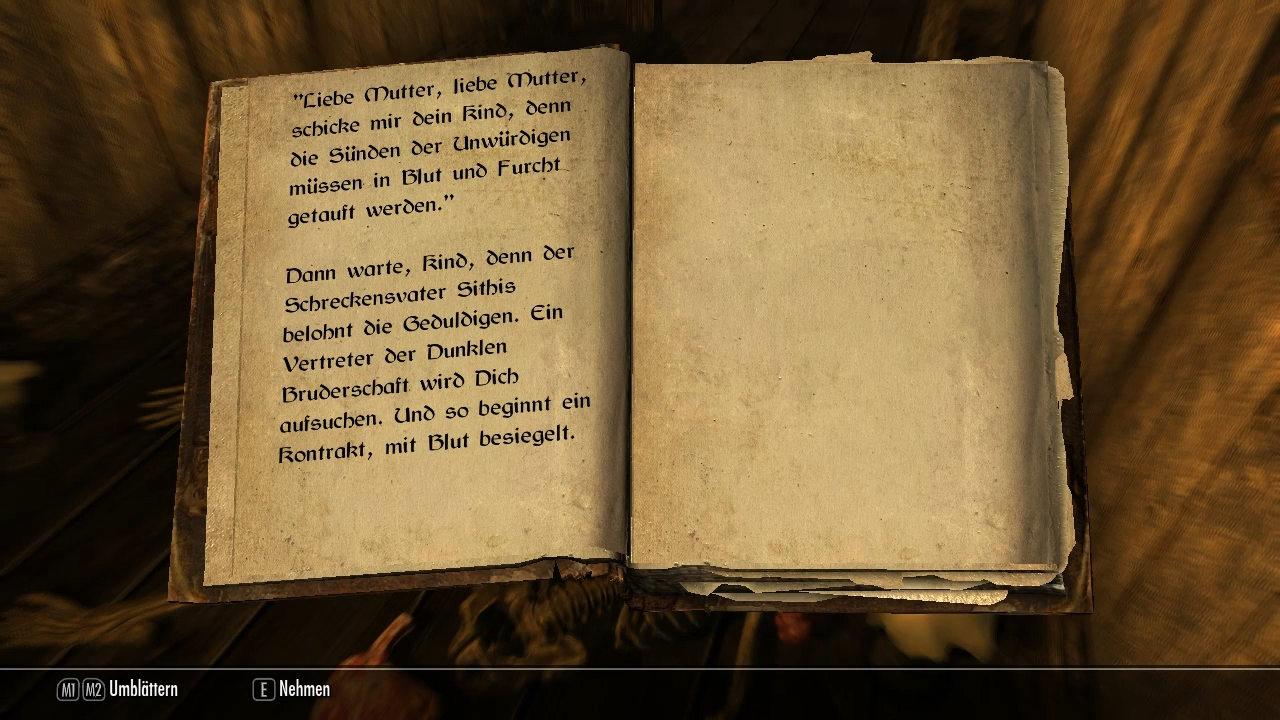 "Liebe Mutter, liebe Mutter,
schicke mir dein Kind, denn
die Sünden der Unwürdigen
müssen in Blut und Furcht
getauft werden."
Dann warte, Kind, denn der
Schreckensvater Sithis
belohnt die Geduldigen. Ein
Vertreter der Dunklen
Bruderschaft wird Dich
aufsuchen. Und so beginnt ein
Kontrakt, mit Blut besiegelt.
M1 M2 Umblättern
E Nehmen